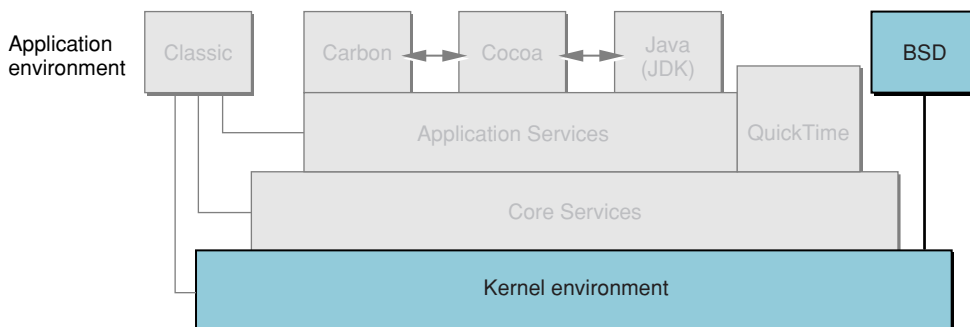 Application
environment
Classic
Carbon
Cocoa
Java
(JDK)
BSD
Application Services
QuickTime
Core Services
Kernel environment